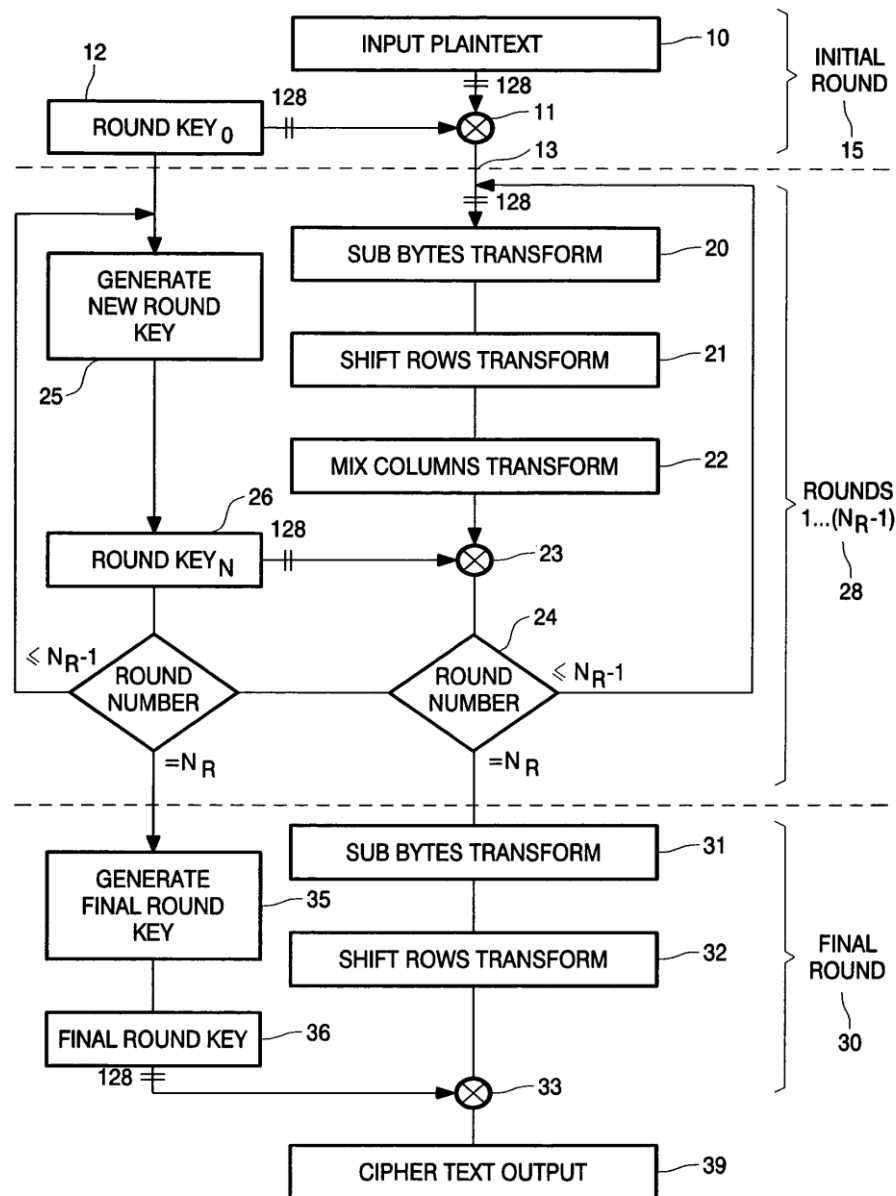 INPUT PLAINTEXT
10
12
128
128
ROUND KEY0
11
INITIAL
ROUND
15
13
128
SUB BYTES TRANSFORM
20
GENERATE
NEW ROUND
KEY
25
SHIFT ROWS TRANSFORM
21
MIX COLUMNS TRANSFORM
22
26
128
ROUND KEYN
23
ROUNDS
1...(NR-1)
28
24
≤ NR-1
ROUND
NUMBER
ROUND
NUMBER
≤ NR-1
=NR
=NR
SUB BYTES TRANSFORM
31
GENERATE
FINAL ROUND
KEY
35
SHIFT ROWS TRANSFORM
32
FINAL
ROUND
30
FINAL ROUND KEY
36
128
33
CIPHER TEXT OUTPUT
39